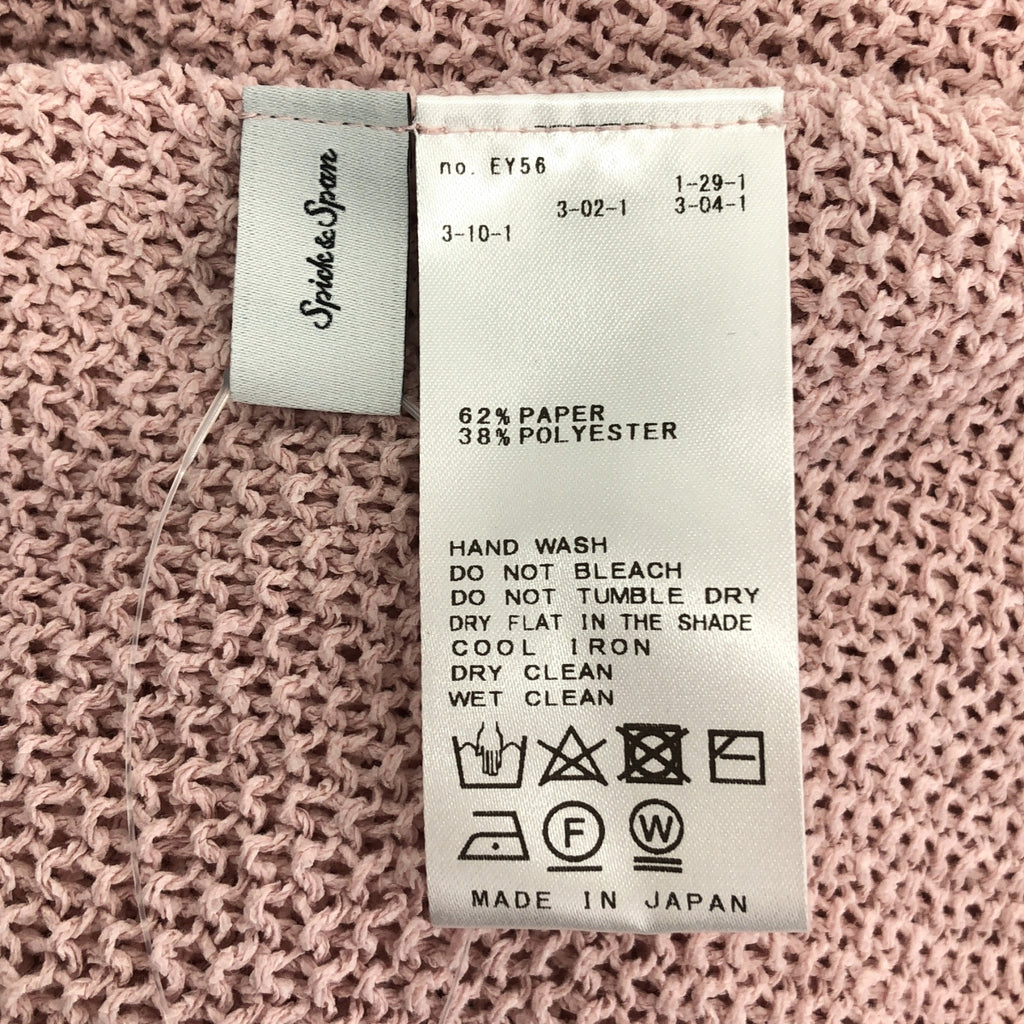 Spick & Span
no. EY56
1-29-1
3-02-1 3-04-1
3-10-1
62% PAPER
38% POLYESTER
HAND WASH
DO NOT BLEACH
DO NOT TUMBLE DRY
DRY FLAT IN THE SHADE
COOL IRON
DRY CLEAN
WET CLEAN
F W
MADE IN JAPAN